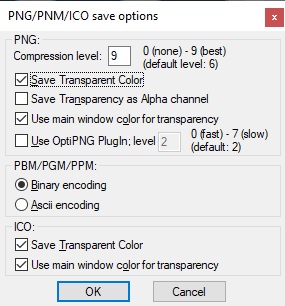 PNG/PNM/ICO save options
x
PNG:
Compression level: 9 0 (none) - 9 (best)
(default level: 6)
Save Transparent Color
Save Transparency as Alpha channel
Use main window color for transparency
Use OptiPNG PlugIn; level 2 0 (fast) - 7 (slow)
(default: 2)
PBM/PGM/PPM:
Binary encoding
Ascii encoding
ICO:
Save Transparent Color
Use main window color for transparency
OK Cancel